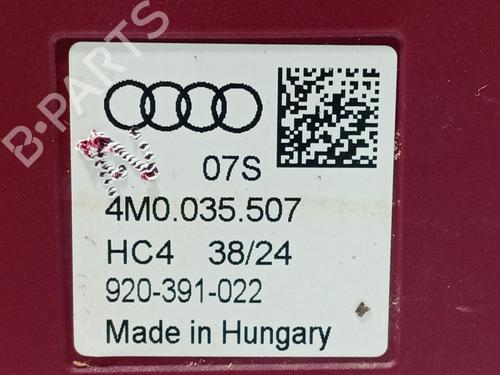 B-PARTS
07S
4M0.035.507
HC4 38/24
920-391-022
Made in Hungary